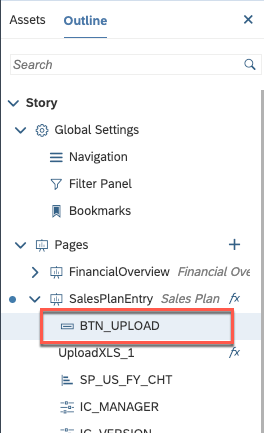 Assets Outline
Search
Story
Global Settings
Navigation
Filter Panel
Bookmarks
Pages
FinancialOverview Financial Ove
SalesPlanEntry Sales Plan fx
BTN_UPLOAD
UploadXLS_1 fx
SP_US_FY_CHT
IC_MANAGER
IC_VERSION